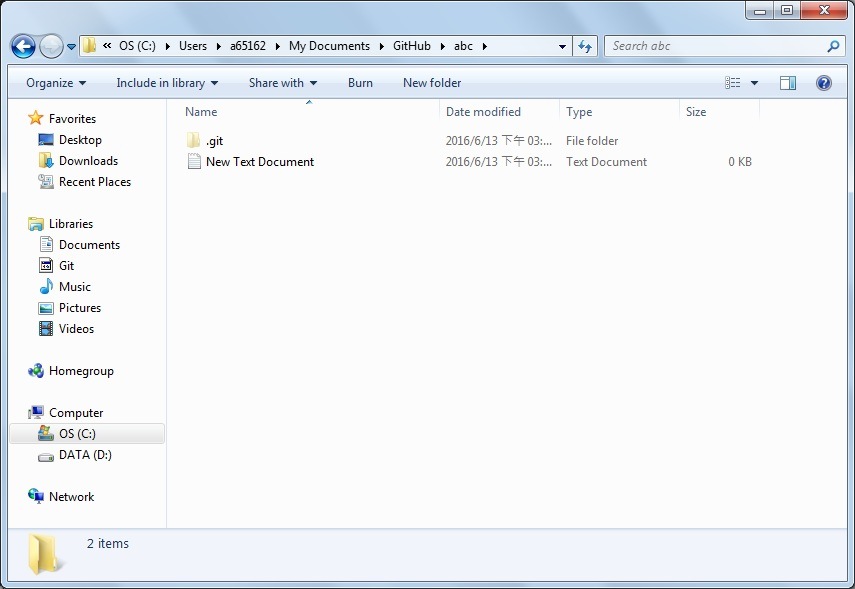 « OS (C:) Users a65162 My Documents GitHub abc Search abc
Organize Include in library Share with Burn New folder
Favorites
Desktop
Downloads
Recent Places
Libraries
Documents
Git
Music
Pictures
Videos
Homegroup
Computer
OS (C:)
DATA (D:)
Network
Name Date modified Type Size
.git 2016/6/13 下午 03:... File folder
New Text Document 2016/6/13 下午 03:... Text Document 0 KB
2 items